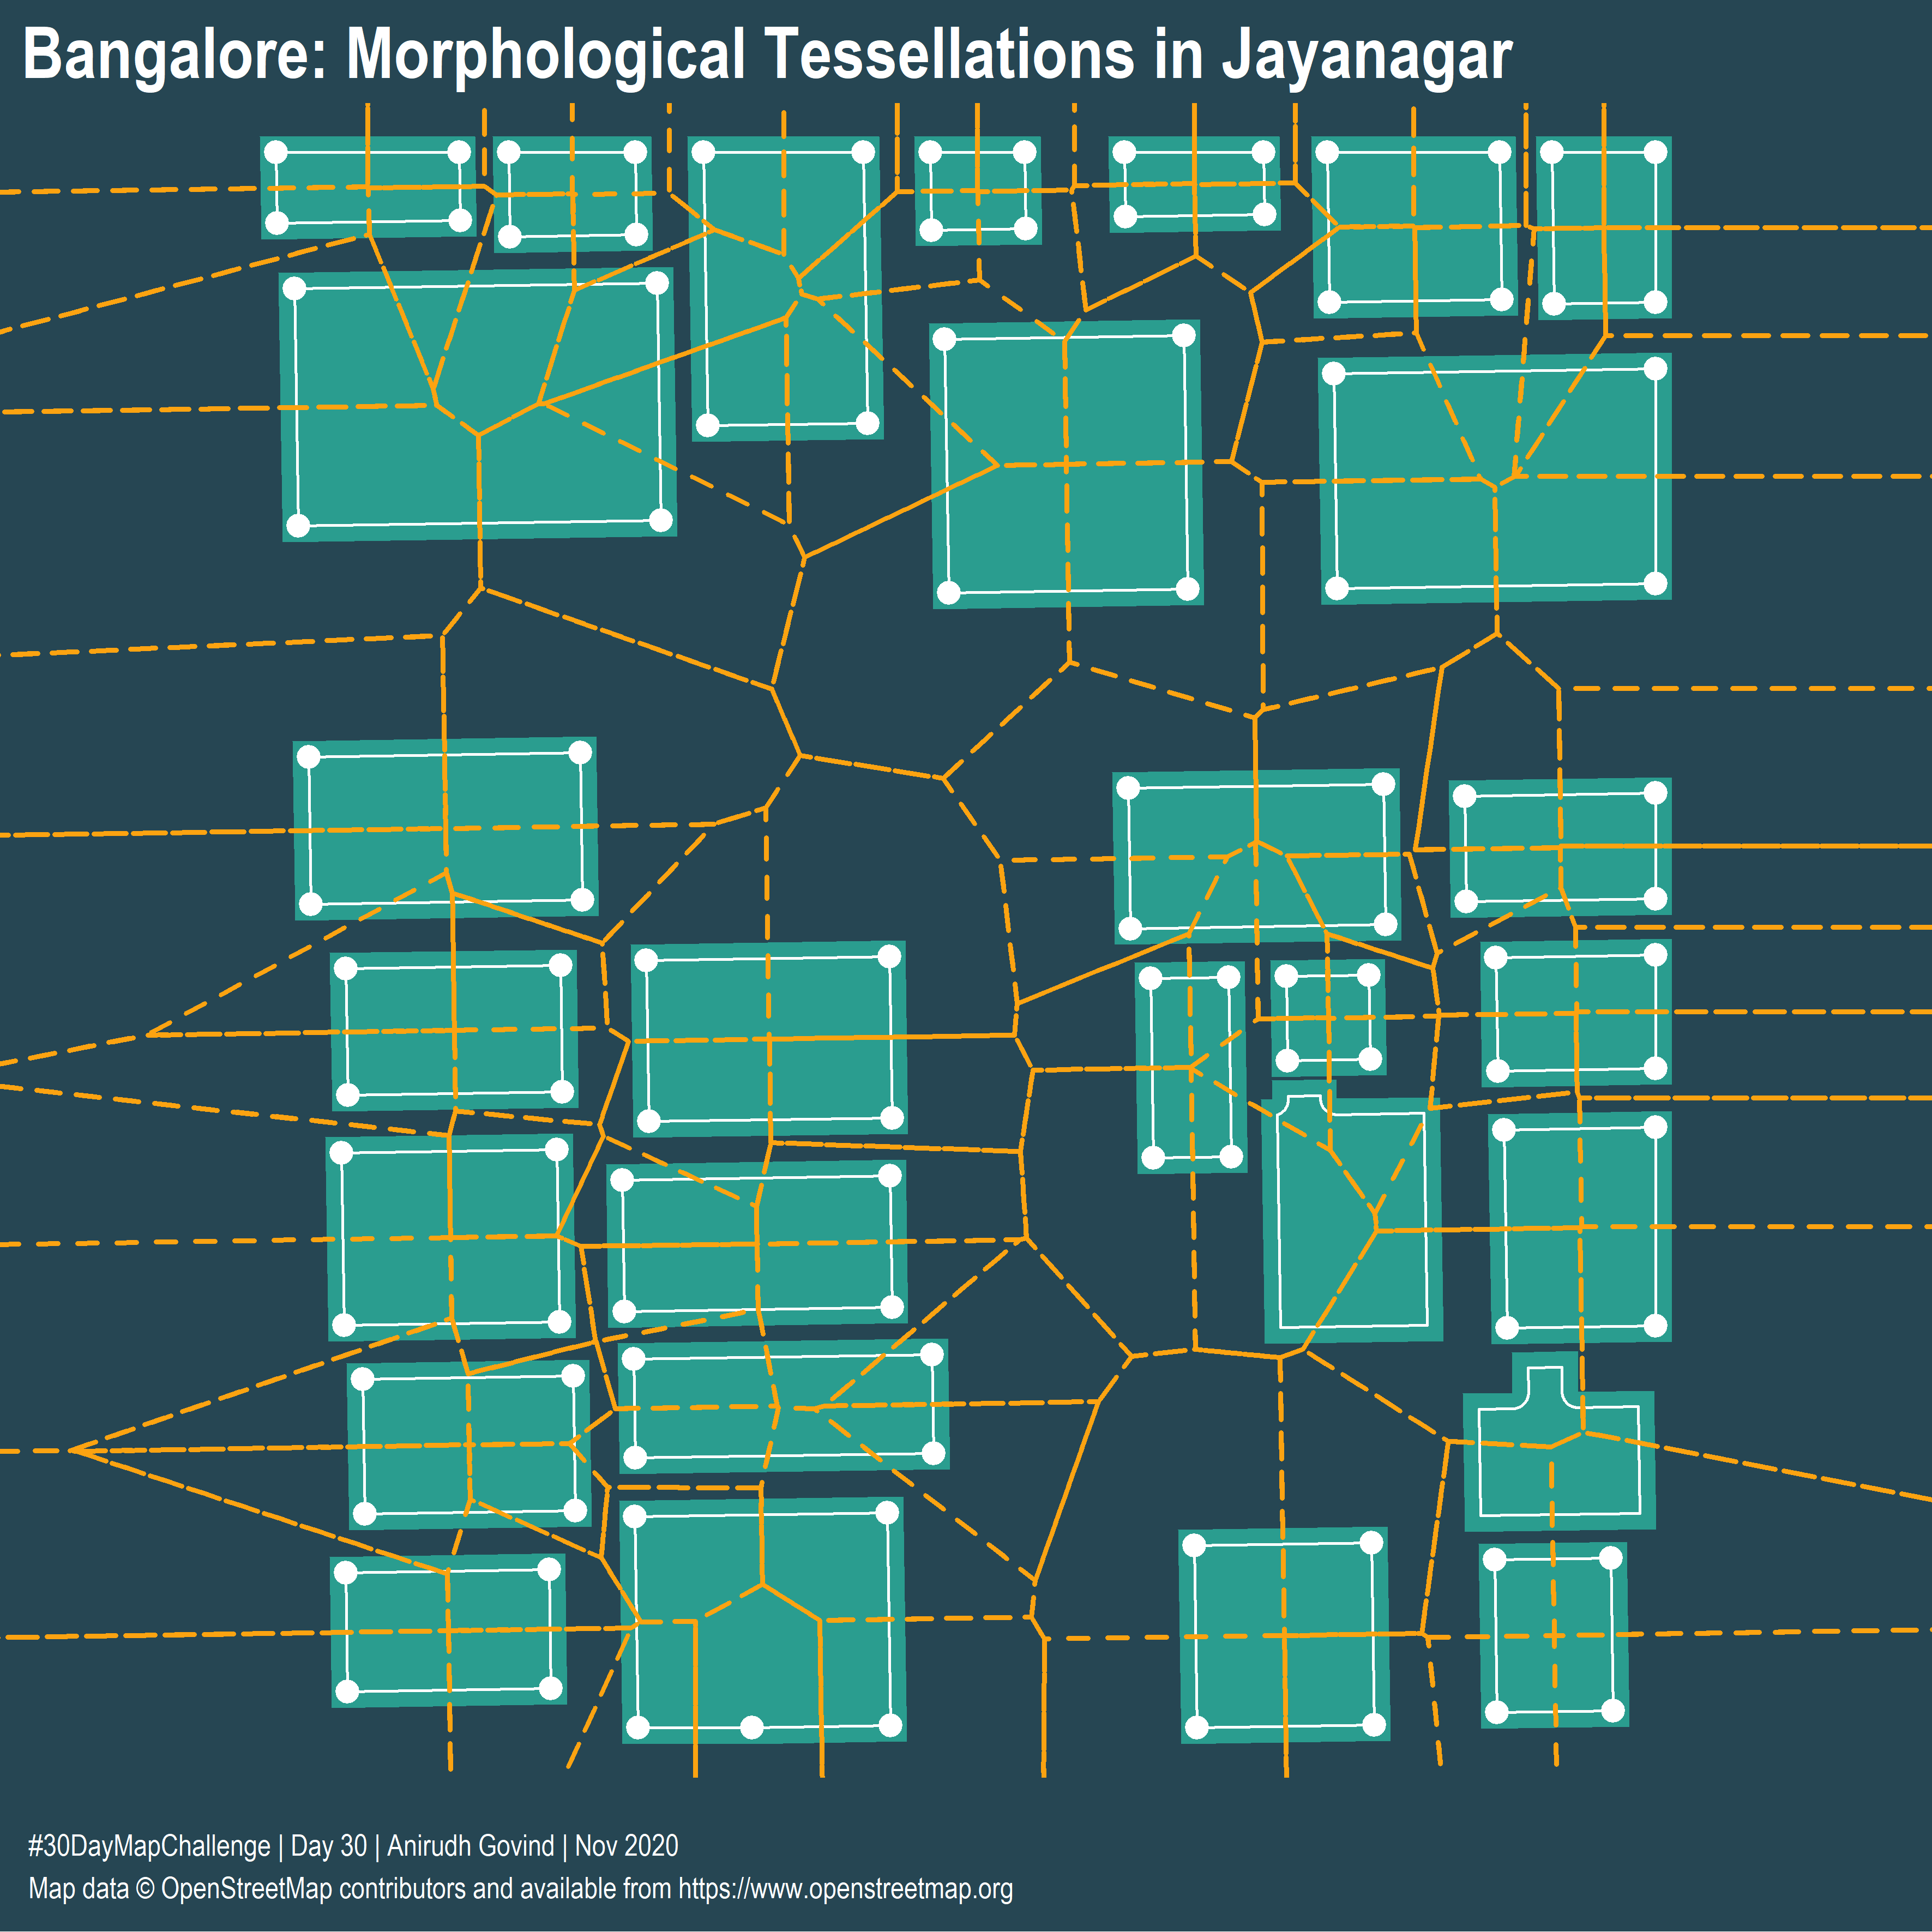 Bangalore: Morphological Tessellations in Jayanagar
#30DayMapChallenge | Day 30 | Anirudh Govind | Nov 2020
Map data © OpenStreetMap contributors and available from https://www.openstreetmap.org